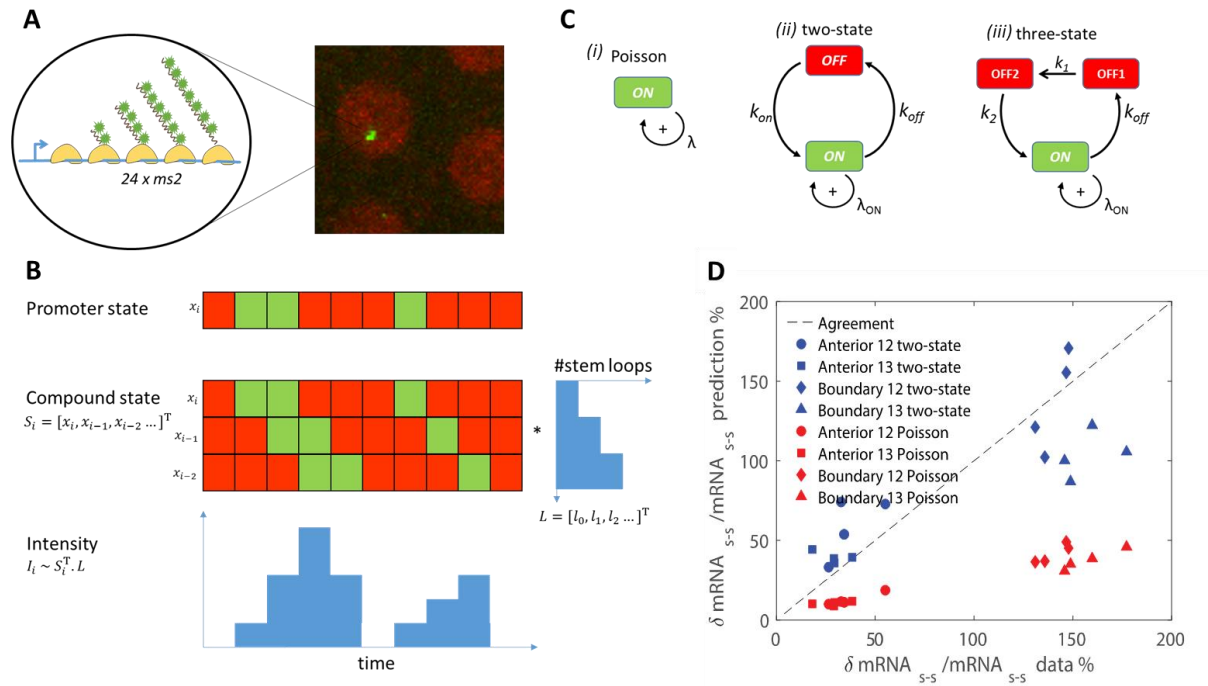 A
24 x ms2
B
Promoter state
x_i
Compound state
S_i = [x_i, x_{i−1}, x_{i−2} …]^T
x_i
x_{i−1}
x_{i−2}
*
#stem loops
L = [l_0, l_1, l_2 …]^T
Intensity
I_i ~ S_i^T. L
time
C
(i) Poisson
ON
+
λ
(ii) two-state
OFF
k_on
k_off
ON
+
λ_ON
(iii) three-state
OFF2
k_1
OFF1
k_2
k_off
ON
+
λ_ON
D
δ mRNA_s-s/mRNA_s-s prediction %
200
150
100
50
0
Agreement
Anterior 12 two-state
Anterior 13 two-state
Boundary 12 two-state
Boundary 13 two-state
Anterior 12 Poisson
Anterior 13 Poisson
Boundary 12 Poisson
Boundary 13 Poisson
0 50 100 150 200
δ mRNA_s-s/mRNA_s-s data %